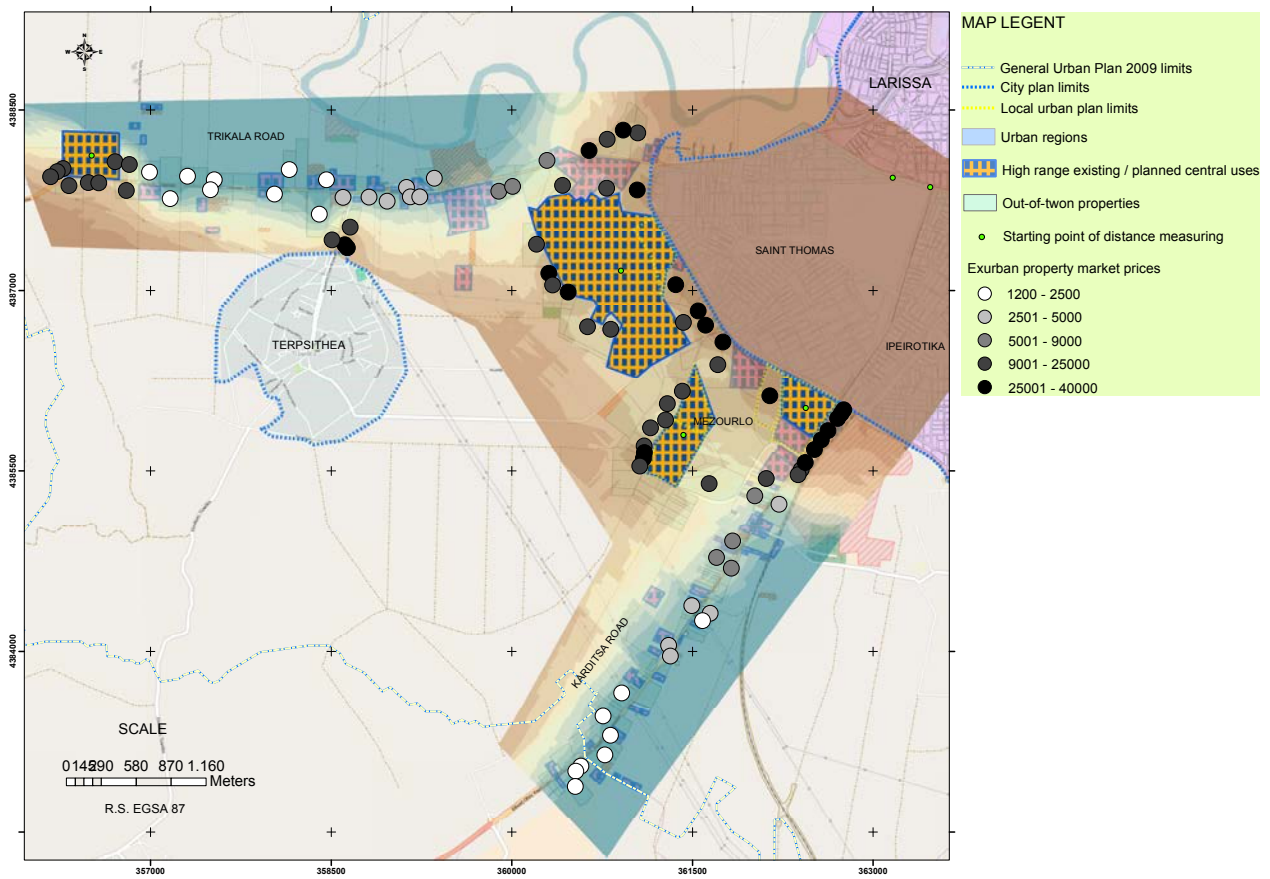 MAP LEGENT
General Urban Plan 2009 limits
City plan limits
Local urban plan limits
Urban regions
High range existing / planned central uses
Out-of-twon properties
Starting point of distance measuring
Exurban property market prices
1200 - 2500
2501 - 5000
5001 - 9000
9001 - 25000
25001 - 40000
N
W E
S
LARISSA
TRIKALA ROAD
SAINT THOMAS
IPEIROTIKA
TERPSITHEA
MEZOURLO
KARDITSA ROAD
SCALE
0 145 290 580 870 1.160
Meters
R.S. EGSA 87
4388500
4387000
4385500
4384000
357000 358500 360000 361500 363000